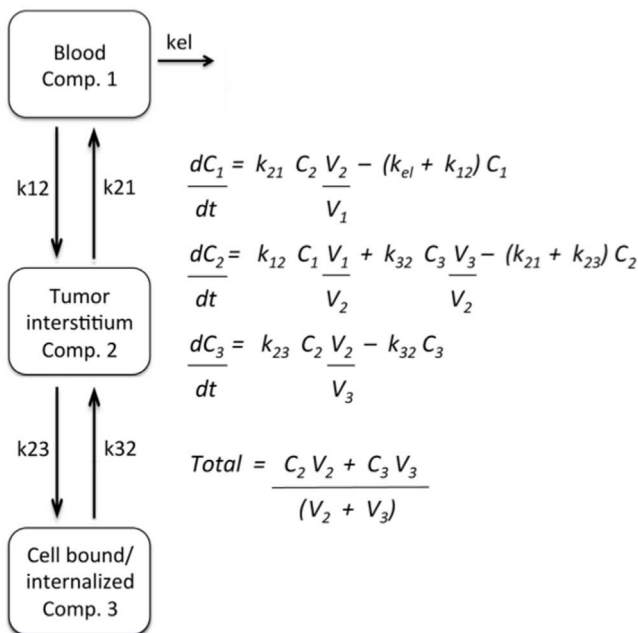 Blood
Comp. 1
kel
k12
k21
dC₁ = k₂₁ C₂ V₂ – (kₑₗ + k₁₂) C₁
dt V₁
dC₂ = k₁₂ C₁ V₁ + k₃₂ C₃ V₃ – (k₂₁ + k₂₃) C₂
dt V₂ V₂
Tumor
interstitium
Comp. 2
dC₃ = k₂₃ C₂ V₂ – k₃₂ C₃
dt V₃
k23
k32
Total = C₂ V₂ + C₃ V₃
(V₂ + V₃)
Cell bound/
internalized
Comp. 3